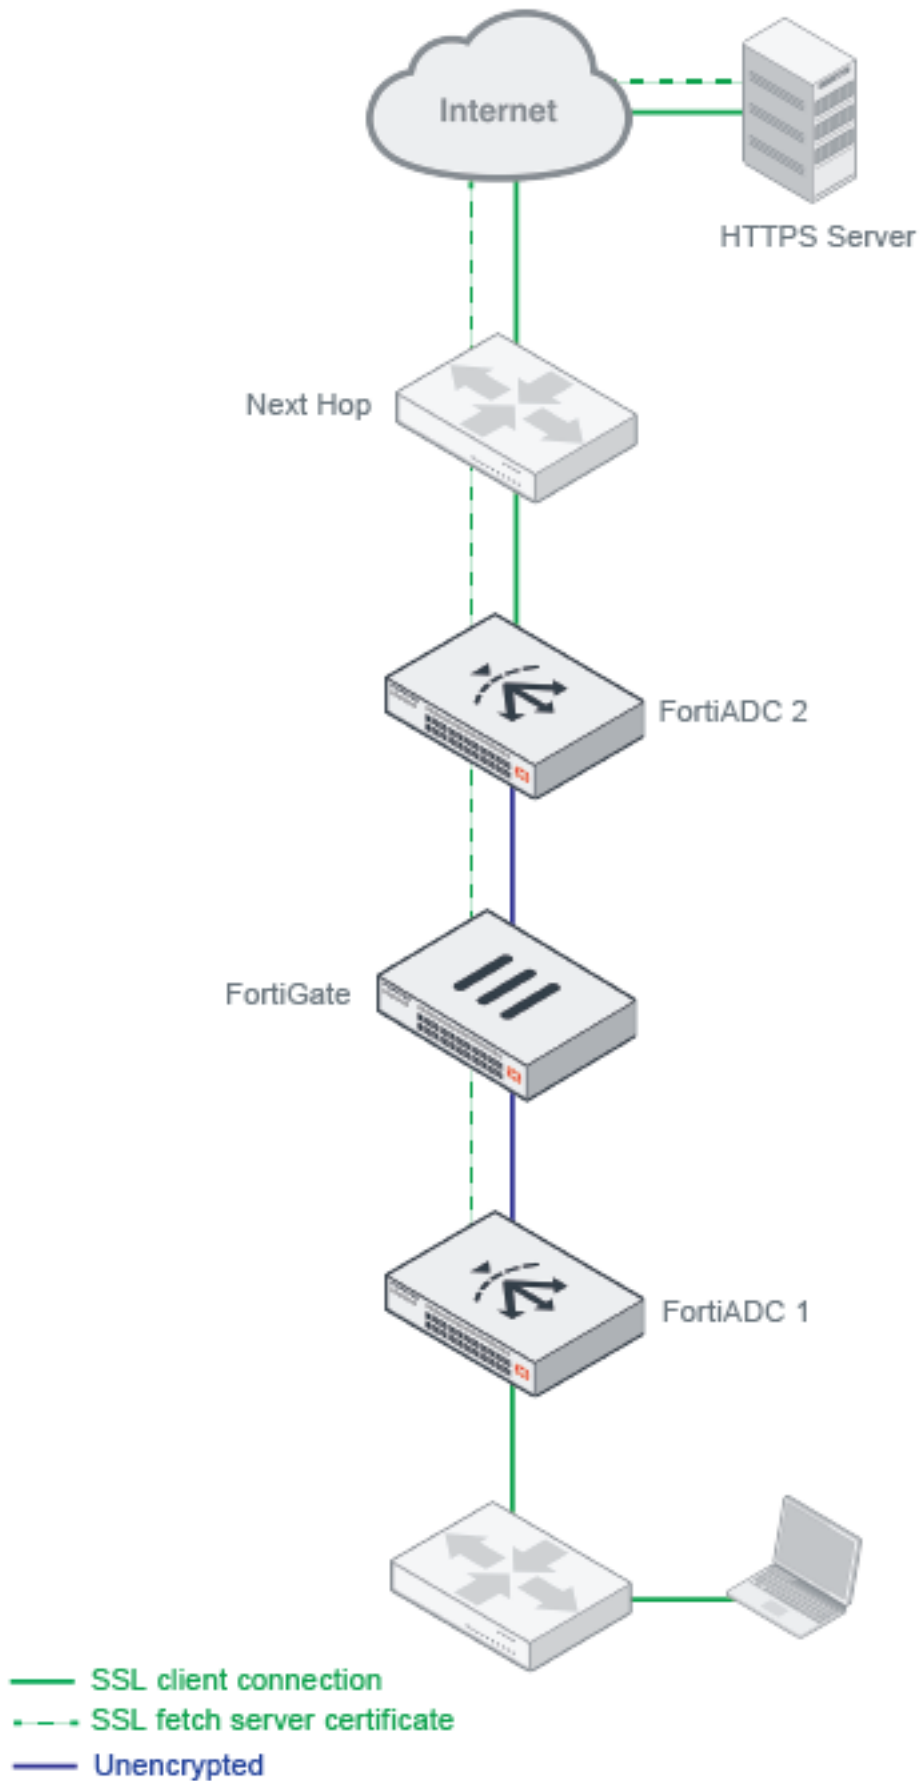 Internet
HTTPS Server
Next Hop
FortiADC 2
FortiGate
FortiADC 1
SSL client connection
SSL fetch server certificate
Unencrypted